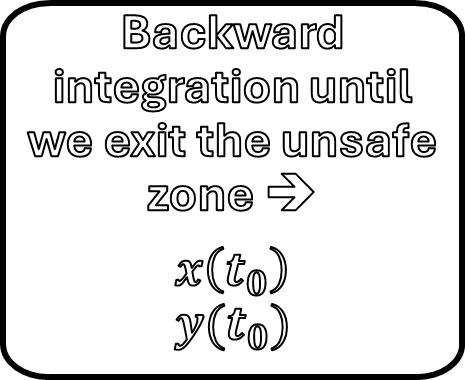 Backward
integration until
we exit the unsafe
zone →
x(t₀)
y(t₀)